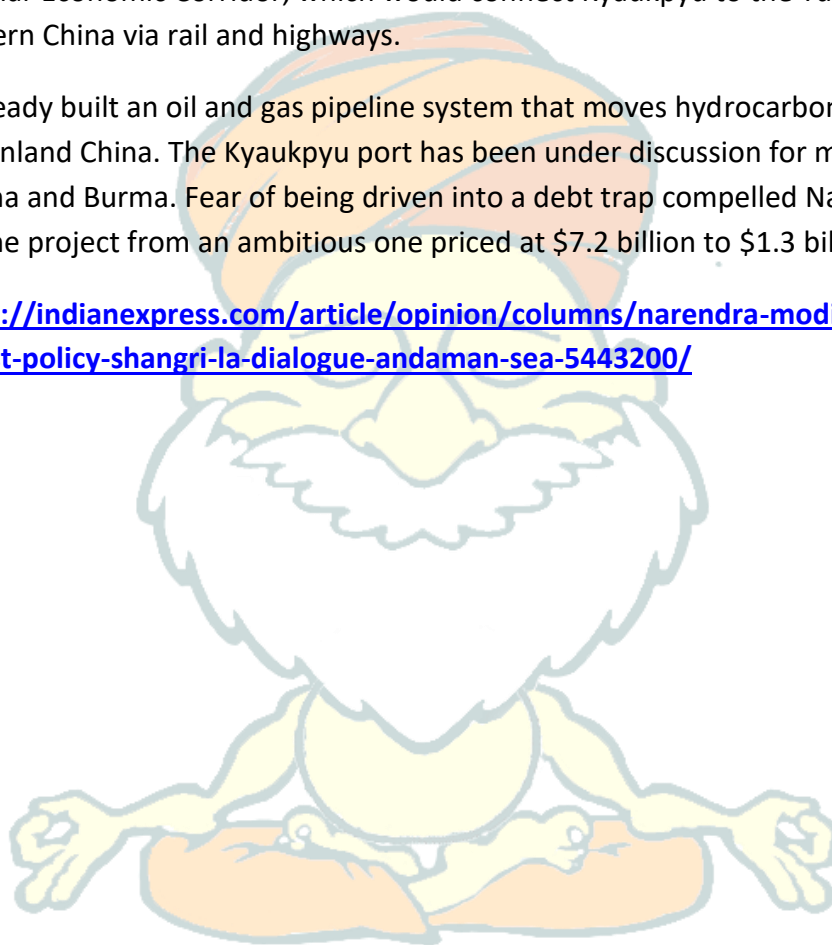 Economic Corridor, which would connect Kyaukpyu to the
ern China via rail and highways.
eady built an oil and gas pipeline system that moves hydrocarbon
nland China. The Kyaukpyu port has been under discussion for m
na and Burma. Fear of being driven into a debt trap compelled Na
e project from an ambitious one priced at $7.2 billion to $1.3 bil
://indianexpress.com/article/opinion/columns/narendra-modi
t-policy-shangri-la-dialogue-andaman-sea-5443200/